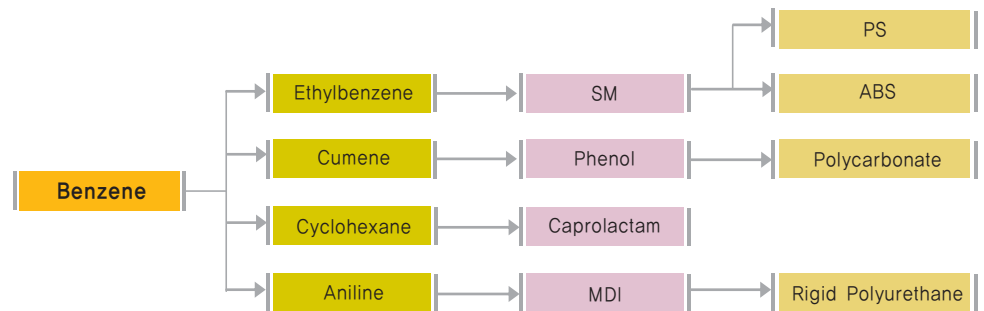 PS
Ethylbenzene
SM
ABS
Cumene
Phenol
Polycarbonate
Benzene
Cyclohexane
Caprolactam
Aniline
MDI
Rigid Polyurethane